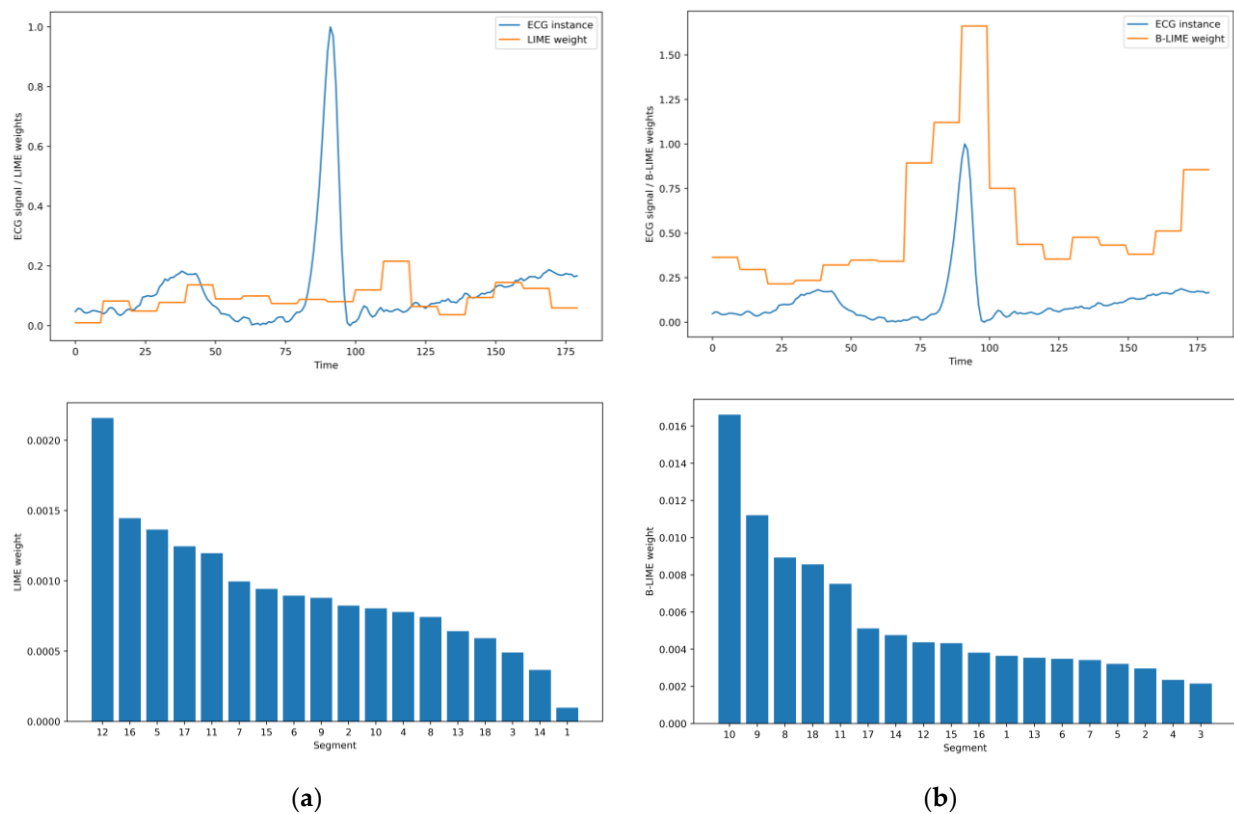 ECG instance
LIME weight
1.0
0.8
0.6
0.4
0.2
0.0
ECG signal / LIME weights
0 25 50 75 100 125 150 175
Time
ECG instance
B-LIME weight
1.50
1.25
1.00
0.75
0.50
0.25
0.00
ECG signal / B-LIME weights
0 25 50 75 100 125 150 175
Time
0.0020
0.0015
0.0010
0.0005
0.0000
LIME weight
12 16 5 17 11 7 15 6 9 2 10 4 8 13 18 3 14 1
Segment
0.016
0.014
0.012
0.010
0.008
0.006
0.004
0.002
0.000
B-LIME weight
10 9 8 18 11 17 14 12 15 16 1 13 6 7 5 2 4 3
Segment
(a)
(b)